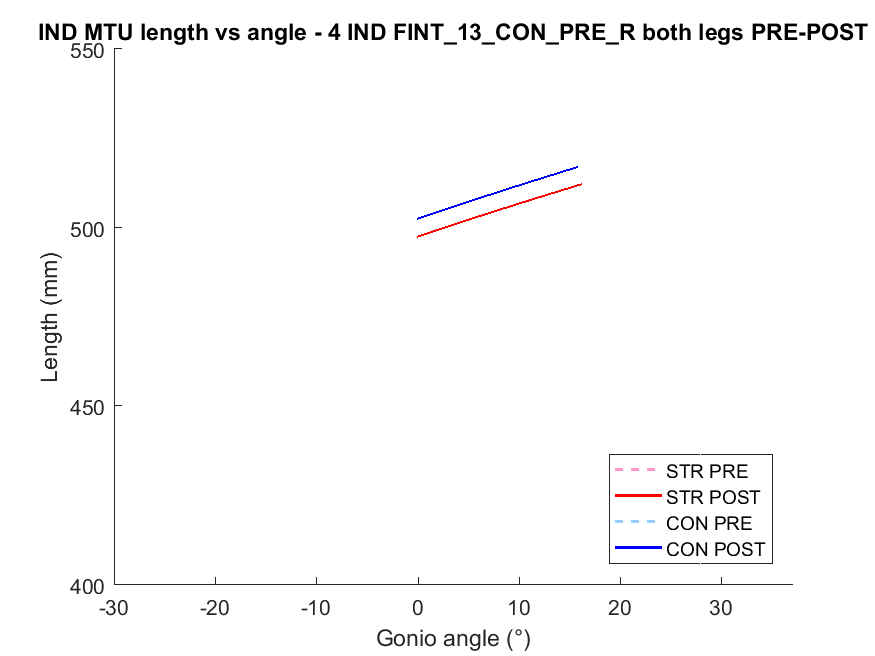 IND MTU length vs angle - 4 IND FINT_13_CON_PRE_R both legs PRE-POST
550
500
450
400
Length (mm)
-30 -20 -10 0 10 20 30
Gonio angle (°)
STR PRE
STR POST
CON PRE
CON POST